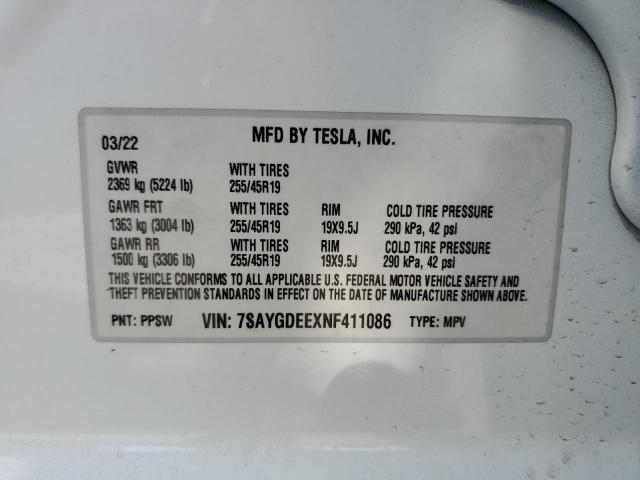 03/22 MFD BY TESLA, INC.
GVWR WITH TIRES
2369 kg (5224 lb) 255/45R19
GAWR FRT WITH TIRES RIM COLD TIRE PRESSURE
1363 kg (3004 lb) 255/45R19 19X9.5J 290 kPa, 42 psi
GAWR RR WITH TIRES RIM COLD TIRE PRESSURE
1500 kg (3306 lb) 255/45R19 19X9.5J 290 kPa, 42 psi
THIS VEHICLE CONFORMS TO ALL APPLICABLE U.S. FEDERAL MOTOR VEHICLE SAFETY AND
THEFT PREVENTION STANDARDS IN EFFECT ON THE DATE OF MANUFACTURE SHOWN ABOVE.
PNT: PPSW VIN: 7SAYGDEEXNF411086 TYPE: MPV